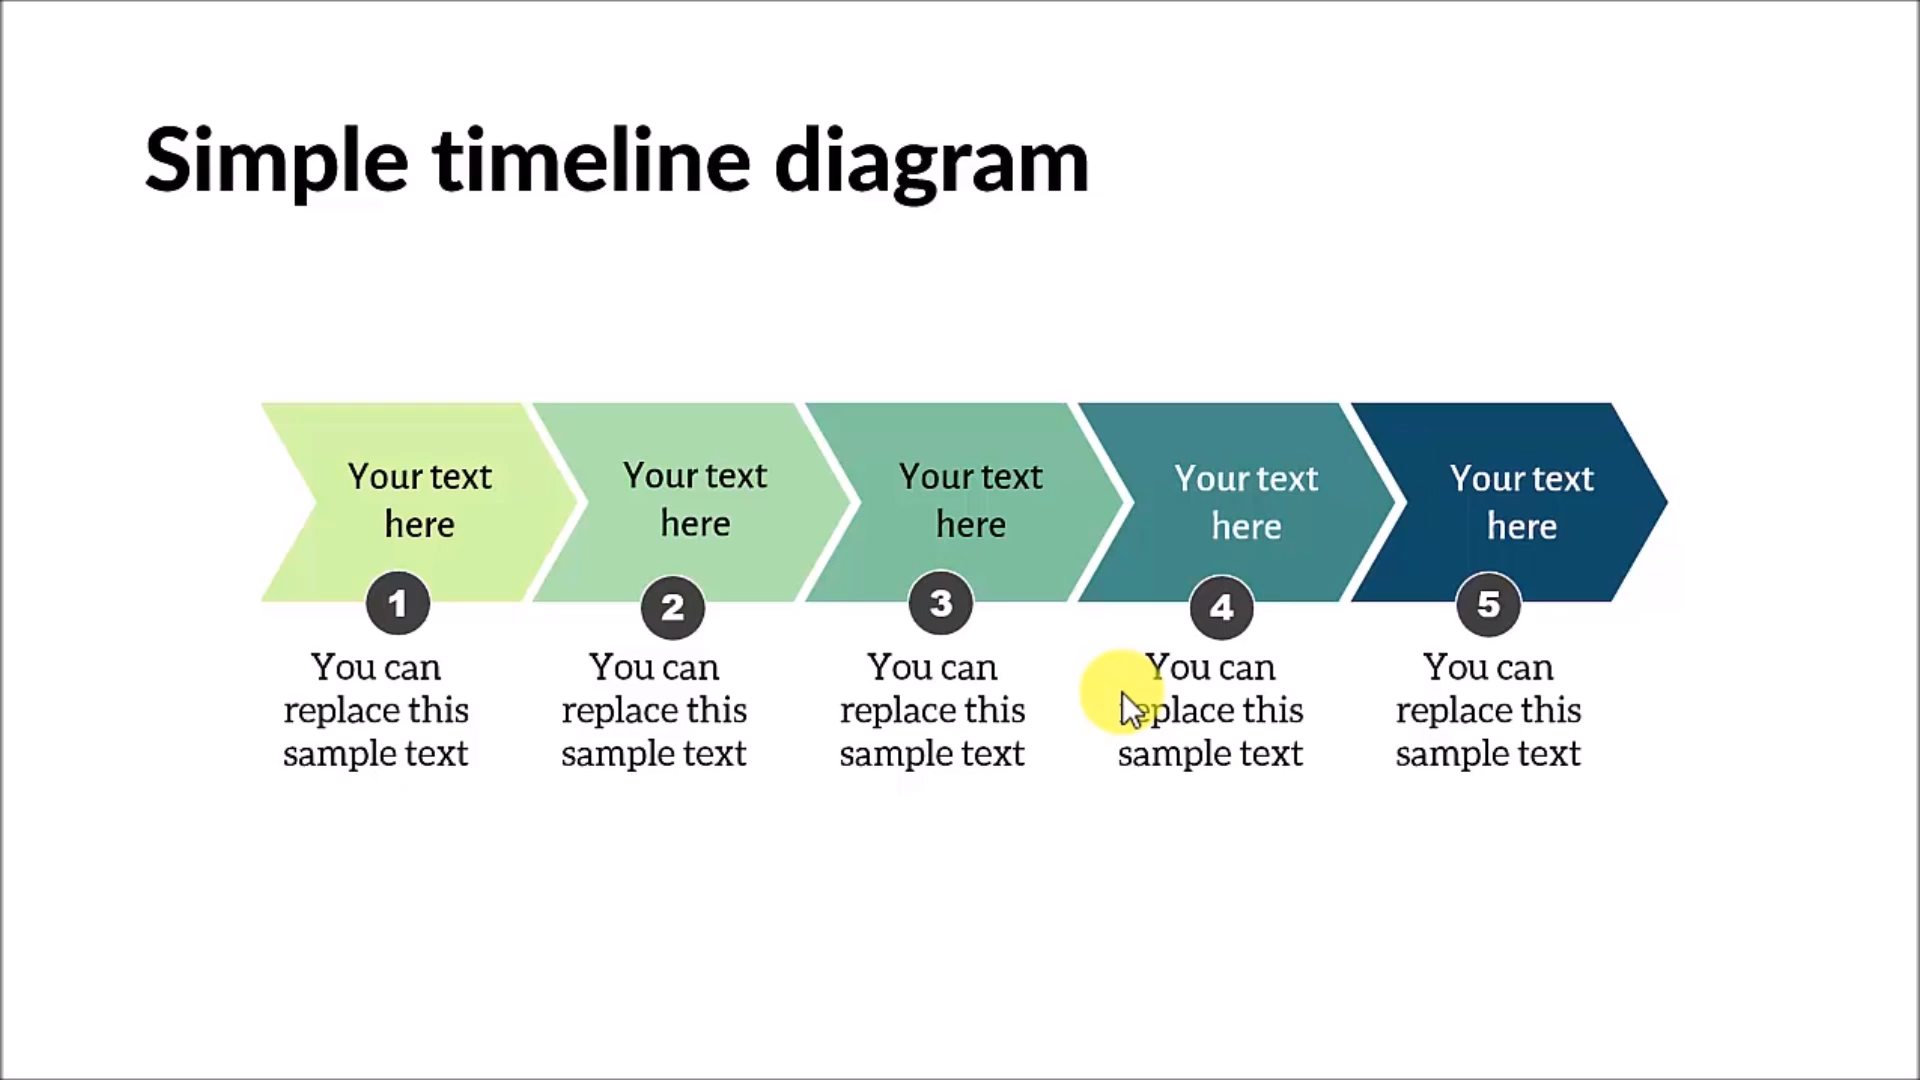 Simple timeline diagram
Your text
here
1
You can
replace this
sample text
Your text
here
2
You can
replace this
sample text
Your text
here
3
You can
replace this
sample text
Your text
here
4
You can
replace this
sample text
Your text
here
5
You can
replace this
sample text